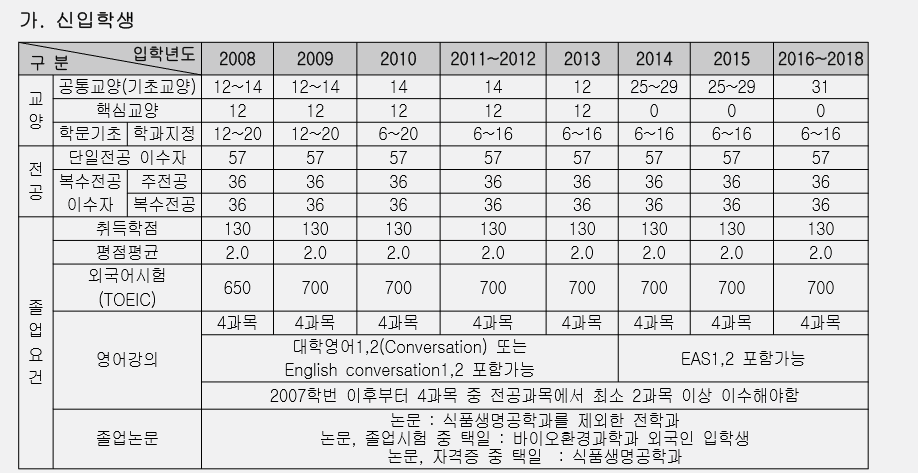 가. 신입학생
구 분 입학년도 2008 2009 2010 2011~2012 2013 2014 2015 2016~2018
교양 공통교양(기초교양) 12~14 12~14 14 14 12 25~29 25~29 31
핵심교양 12 12 12 12 12 0 0 0
학문기초 학과지정 12~20 12~20 6~20 6~16 6~16 6~16 6~16 6~16
전공 단일전공 이수자 57 57 57 57 57 57 57 57
복수전공 이수자 주전공 36 36 36 36 36 36 36 36
복수전공 36 36 36 36 36 36 36 36
졸업요건 취득학점 130 130 130 130 130 130 130 130
평점평균 2.0 2.0 2.0 2.0 2.0 2.0 2.0 2.0
외국어시험
(TOEIC) 650 700 700 700 700 700 700 700
영어강의 4과목 4과목 4과목 4과목 4과목 4과목 4과목 4과목
대학영어1,2(Conversation) 또는
English conversation1,2 포함가능
EAS1,2 포함가능
2007학번 이후부터 4과목 중 전공과목에서 최소 2과목 이상 이수해야함
졸업논문
논문 : 식품생명공학과를 제외한 전학과
논문, 졸업시험 중 택일 : 바이오환경과학과 외국인 입학생
논문, 자격증 중 택일 : 식품생명공학과